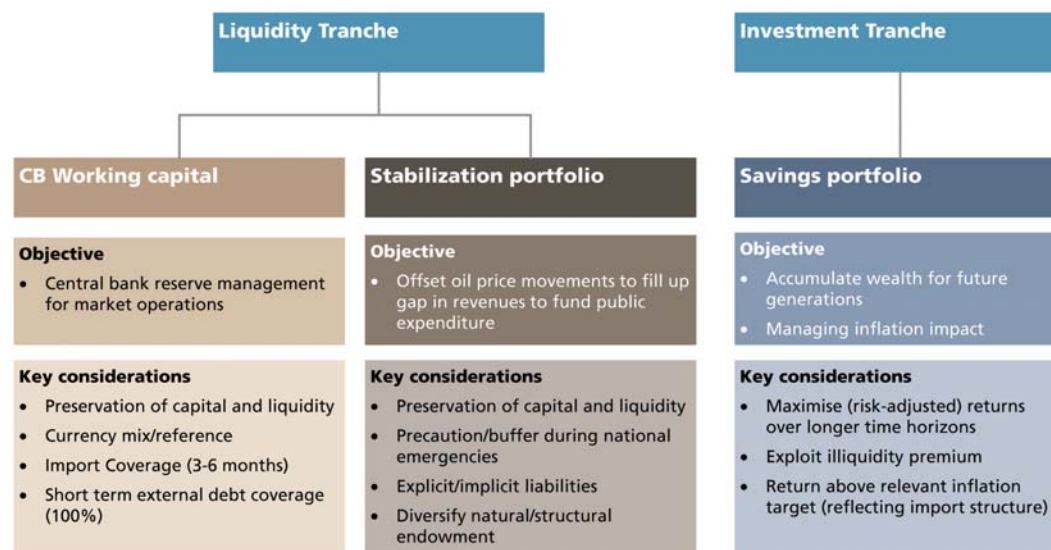 Liquidity Tranche
Investment Tranche
CB Working capital
Stabilization portfolio
Savings portfolio
Objective
• Central bank reserve management
for market operations
Objective
• Offset oil price movements to fill up
gap in revenues to fund public
expenditure
Objective
• Accumulate wealth for future
generations
• Managing inflation impact
Key considerations
• Preservation of capital and liquidity
• Currency mix/reference
• Import Coverage (3-6 months)
• Short term external debt coverage
(100%)
Key considerations
• Preservation of capital and liquidity
• Precaution/buffer during national
emergencies
• Explicit/implicit liabilities
• Diversify natural/structural
endowment
Key considerations
• Maximise (risk-adjusted) returns
over longer time horizons
• Exploit illiquidity premium
• Return above relevant inflation
target (reflecting import structure)